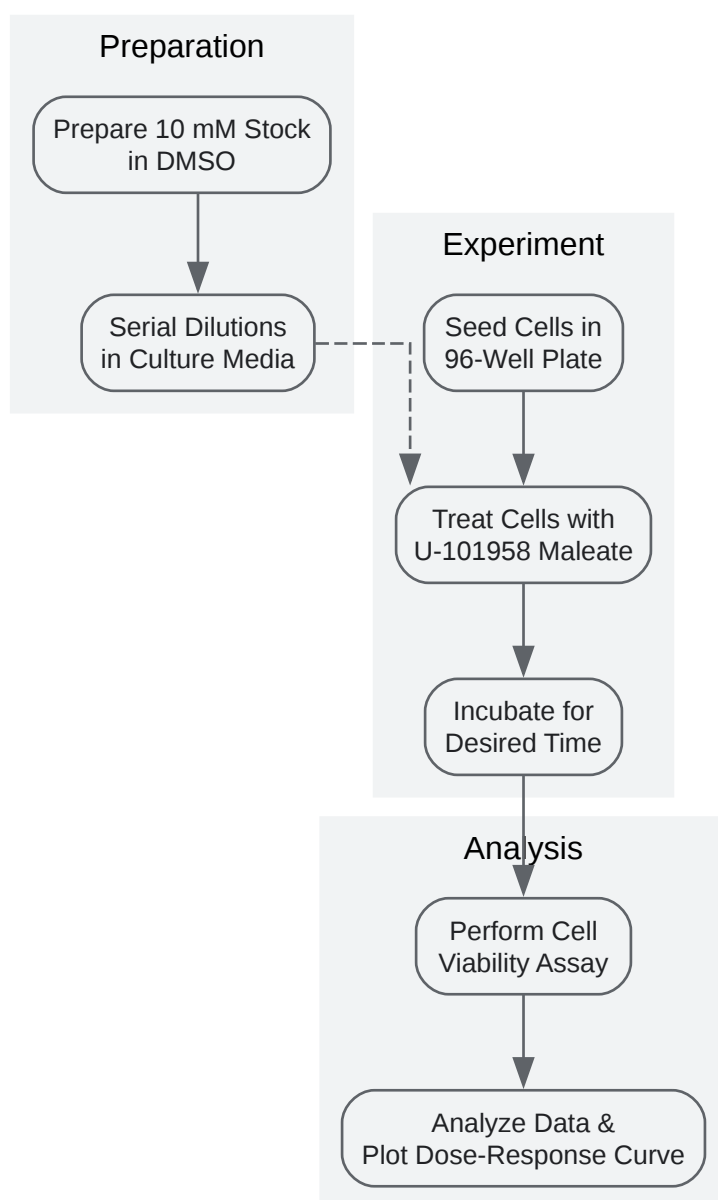 Preparation
Prepare 10 mM Stock
in DMSO
Serial Dilutions
in Culture Media
Experiment
Seed Cells in
96-Well Plate
Treat Cells with
U-101958 Maleate
Incubate for
Desired Time
Analysis
Perform Cell
Viability Assay
Analyze Data &
Plot Dose-Response Curve